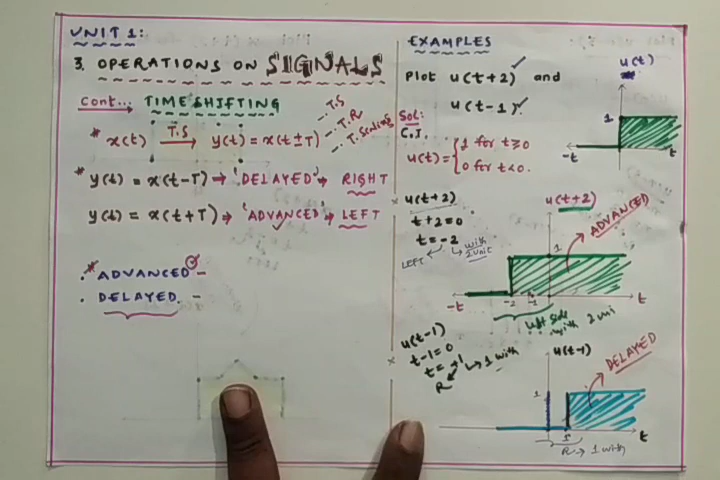 UNIT 1:
3. OPERATIONS ON SIGNALS
Cont... TIME SHIFTING
- T.S
- T.R
- T. Scaling
* x(t) T.S → y(t) = x(t±T)
* y(t) = x(t-T) → 'DELAYED' → RIGHT
y(t) = x(t+T) → 'ADVANCED' → LEFT
* ADVANCED -
. DELAYED. -
EXAMPLES
Plot u(t+2) and
u(t-1).
Sol:
C.T.
u(t) = { 1 for t≥0
0 for t<0.
u(t)
1
-t t
* u(t+2)
t+2=0
t=-2
LEFT with
1 unit
u(t+2)
ADVANCED
1
-t -2 -1 t
left side
with 2 uni
* u(t-1)
t-1=0
t=+1
R → 1 with
u(t-1)
DELAYED
1
1 t
R → 1 with